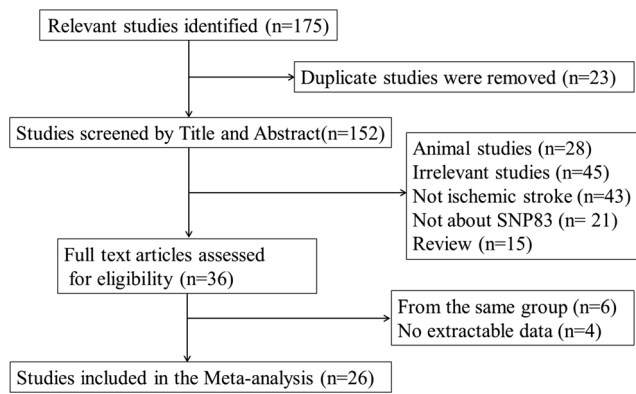 Relevant studies identified (n=175)
Duplicate studies were removed (n=23)
Studies screened by Title and Abstract(n=152)
Animal studies (n=28)
Irrelevant studies (n=45)
Not ischemic stroke (n=43)
Not about SNP83 (n= 21)
Review (n=15)
Full text articles assessed
for eligibility (n=36)
From the same group (n=6)
No extractable data (n=4)
Studies included in the Meta-analysis (n=26)